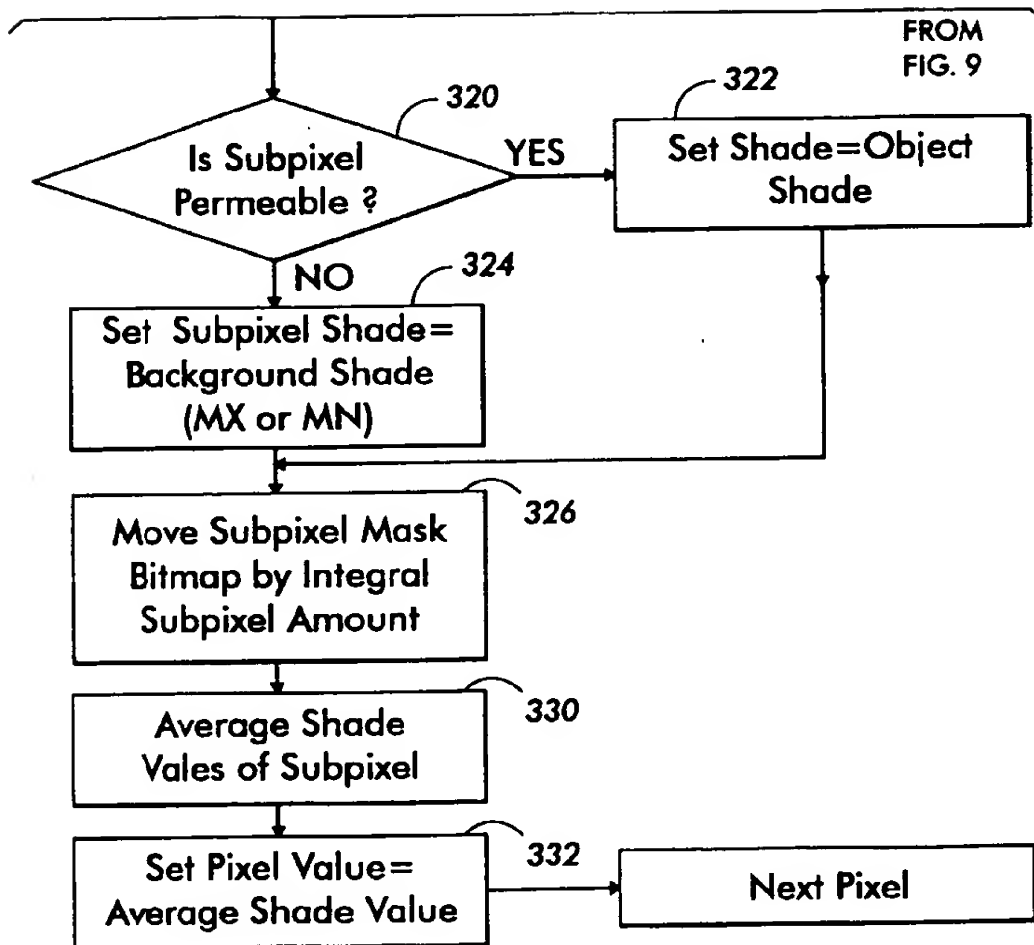 FROM
FIG. 9
320
322
Is Subpixel
Permeable ?
YES
Set Shade=Object
Shade
NO
324
Set Subpixel Shade=
Background Shade
(MX or MN)
326
Move Subpixel Mask
Bitmap by Integral
Subpixel Amount
330
Average Shade
Vales of Subpixel
332
Set Pixel Value=
Average Shade Value
Next Pixel